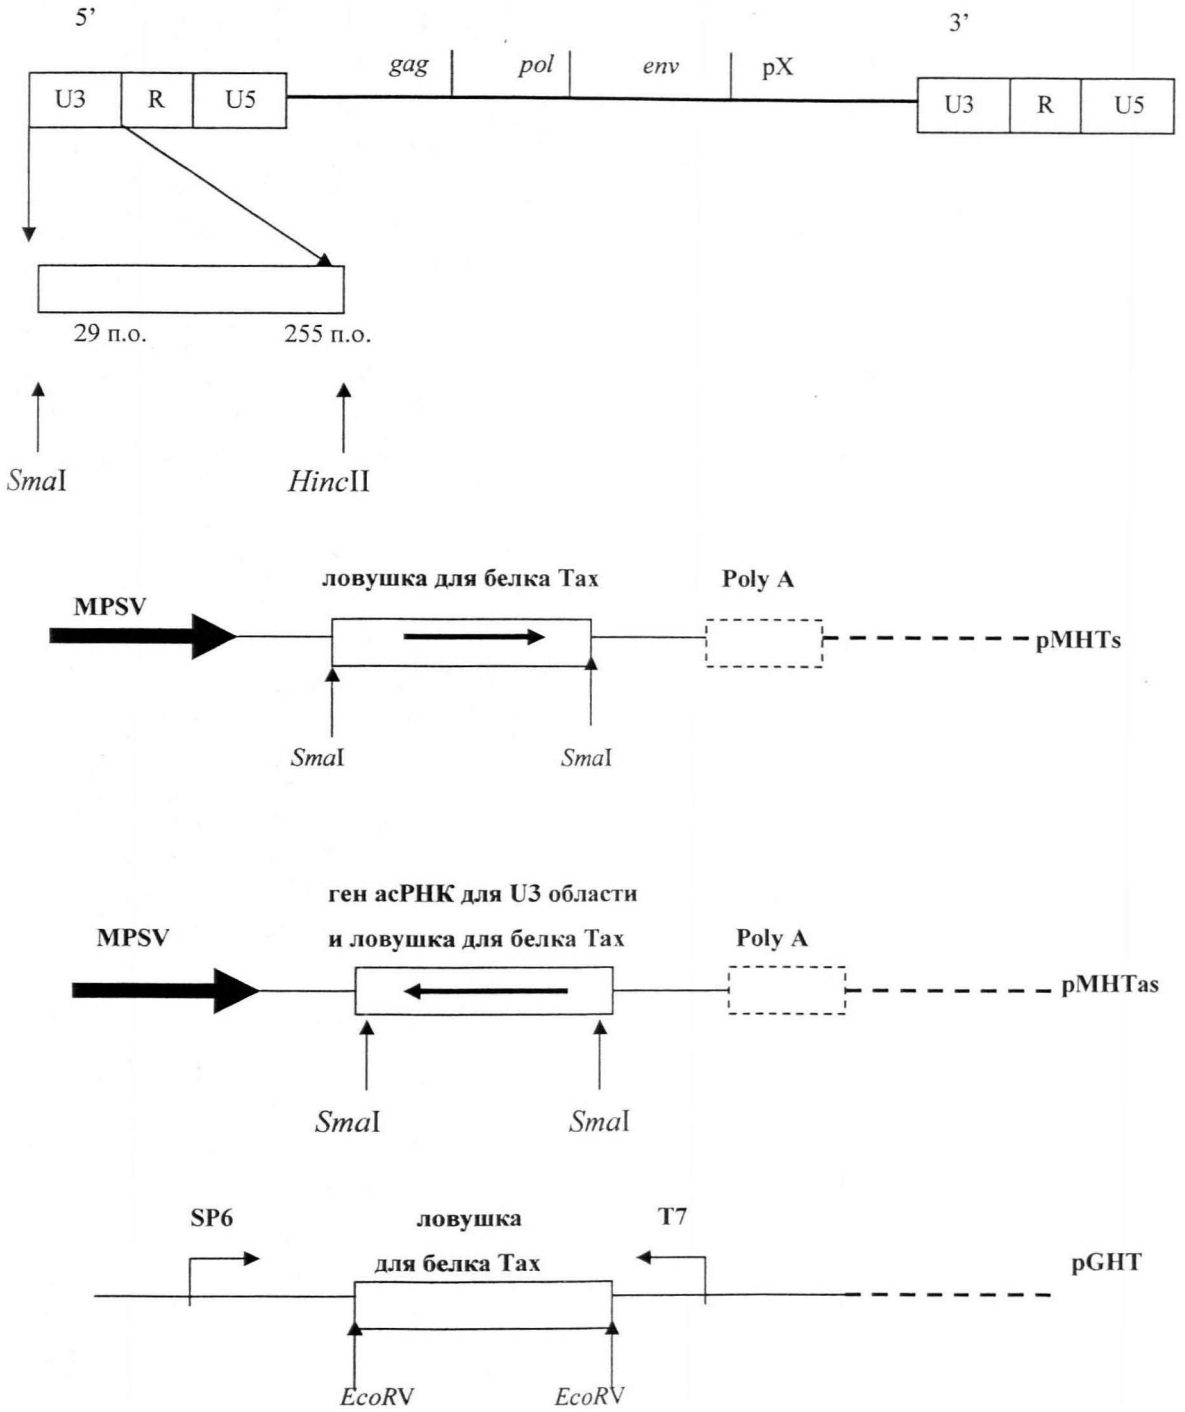 5’ 3’
gag pol env pX
U3 R U5 U3 R U5
29 п.о. 255 п.о.
SmaI HincII
ловушка для белка Tax Poly A
MPSV
pMHTs
SmaI SmaI
ген асРНК для U3 области
MPSV и ловушка для белка Tax Poly A
pMHTas
SmaI SmaI
SP6 ловушка T7
для белка Tax pGHT
EcoRV EcoRV